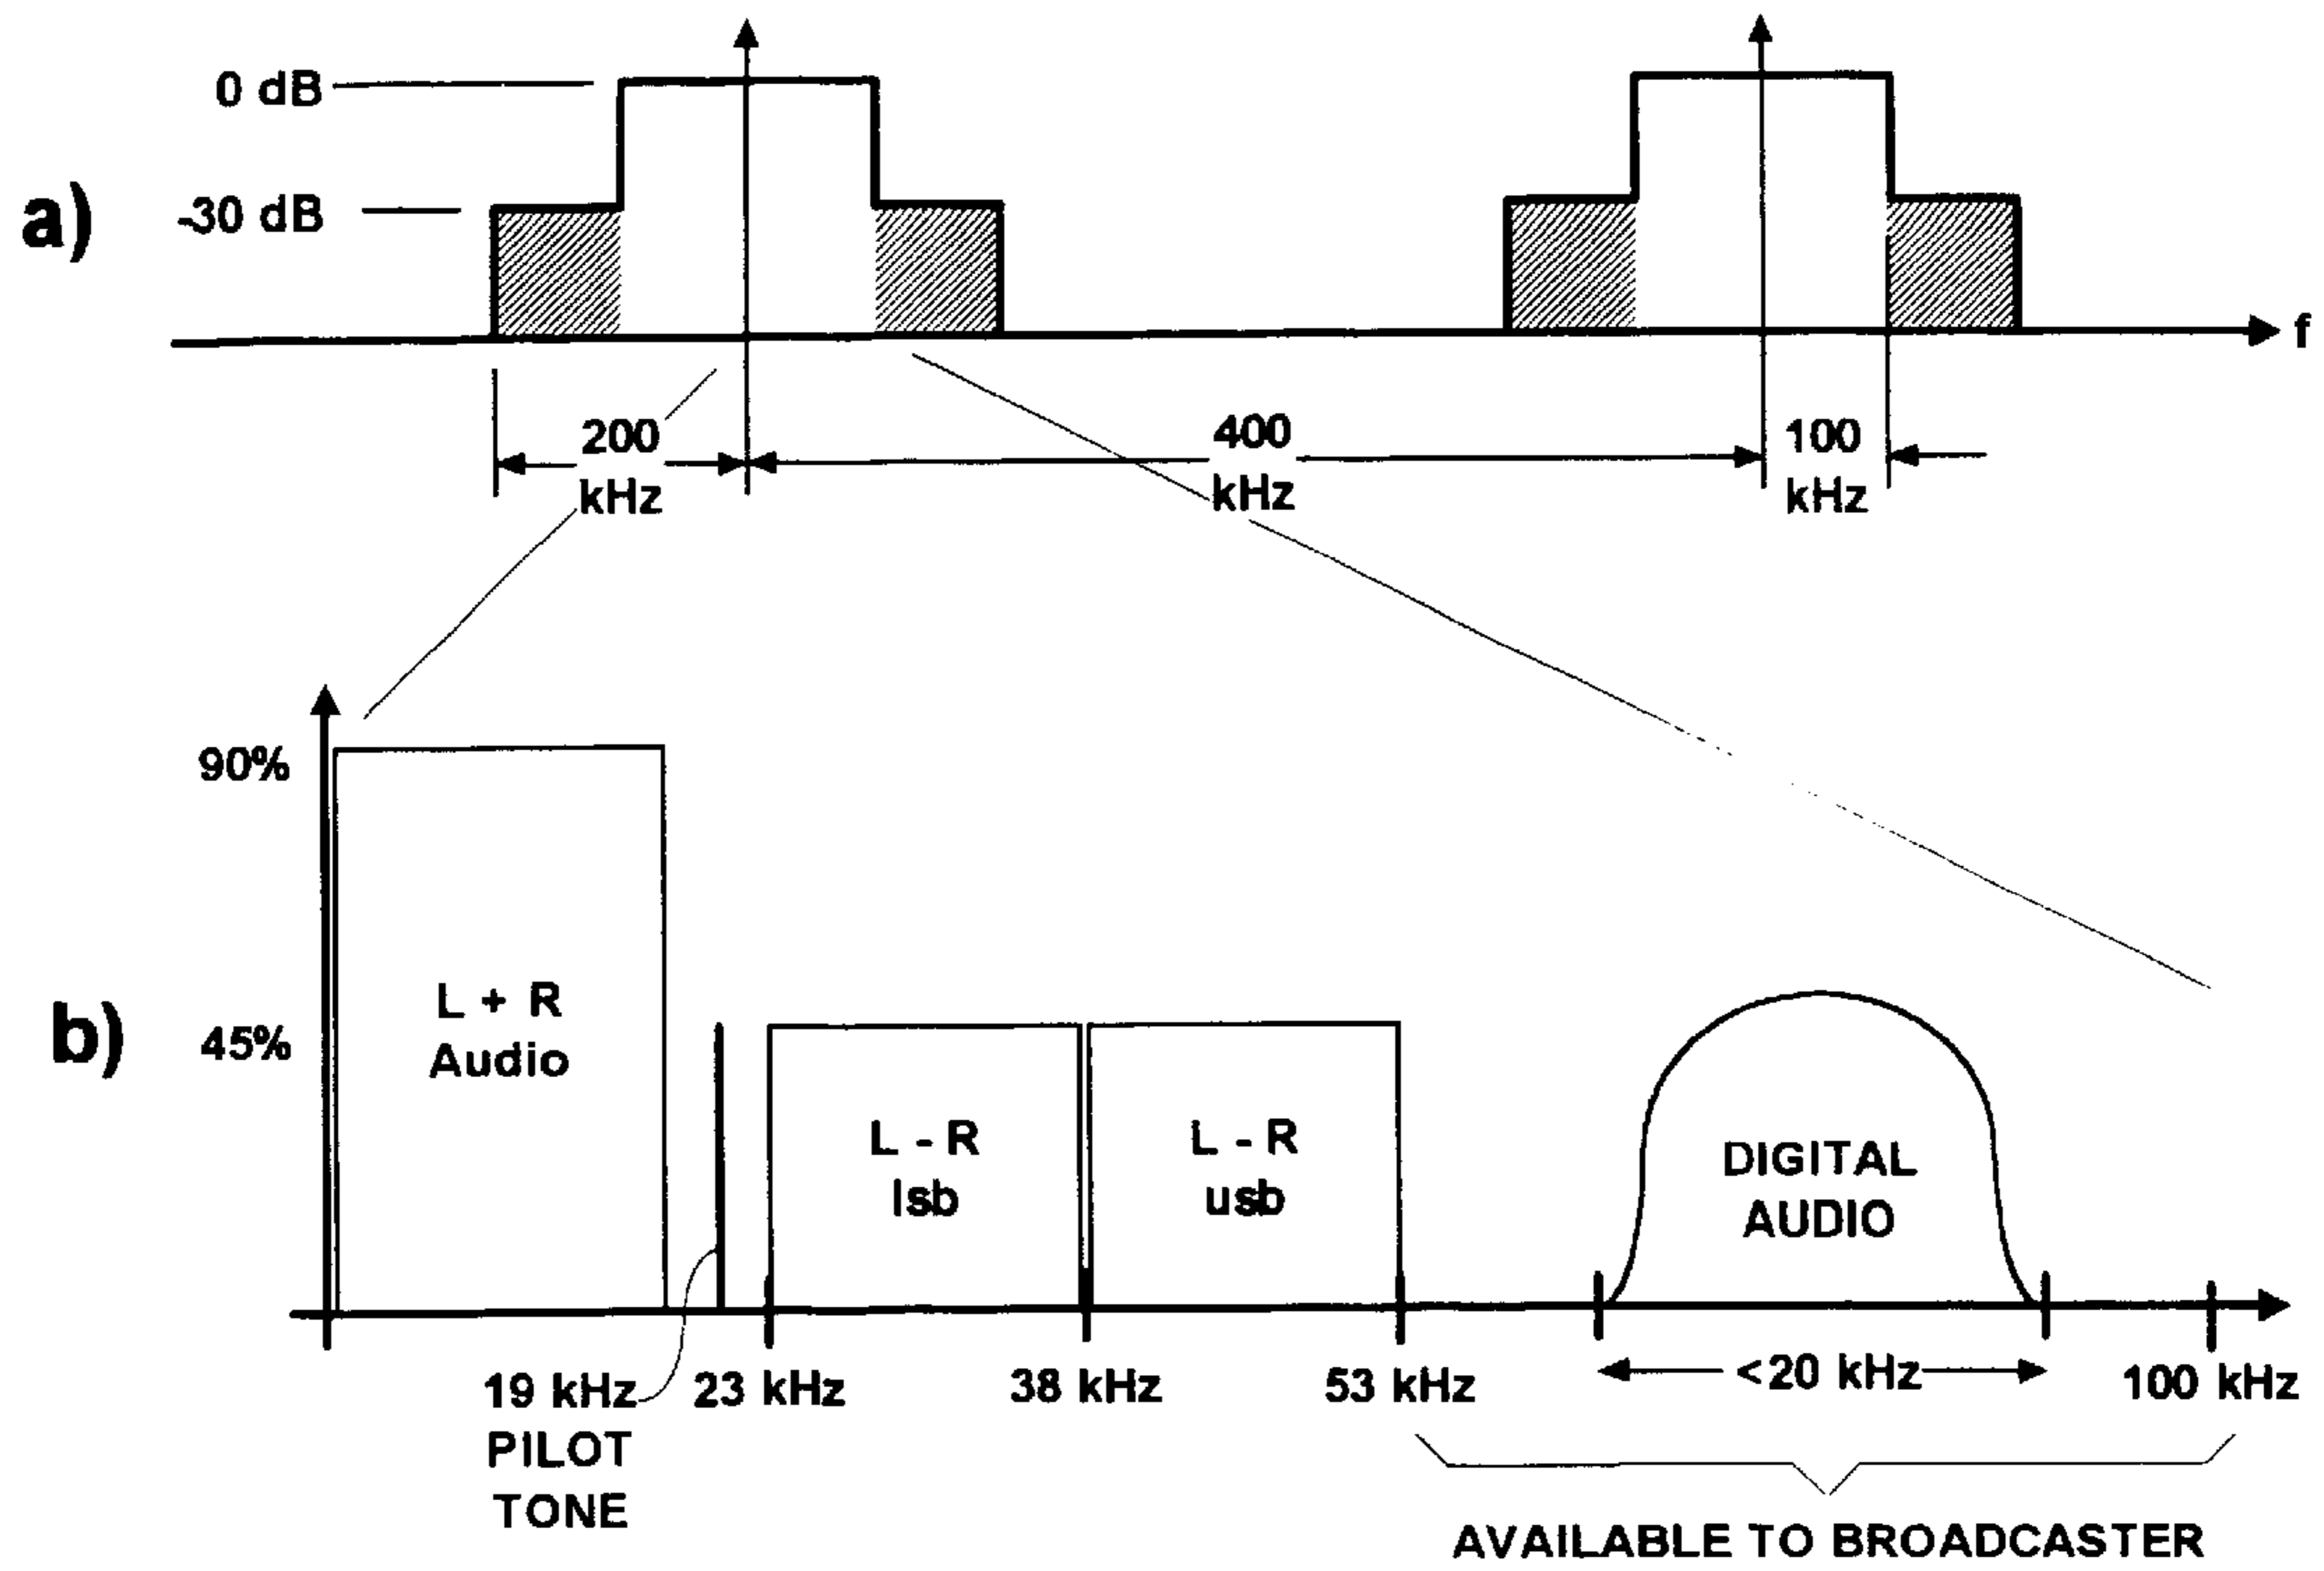 0 dB
-30 dB
a)
f
200
kHz
400
kHz
100
kHz
90%
45%
b)
L + R
Audio
L - R
lsb
L - R
usb
DIGITAL
AUDIO
19 kHz
PILOT
TONE
23 kHz
38 kHz
53 kHz
<20 kHz
100 kHz
AVAILABLE TO BROADCASTER